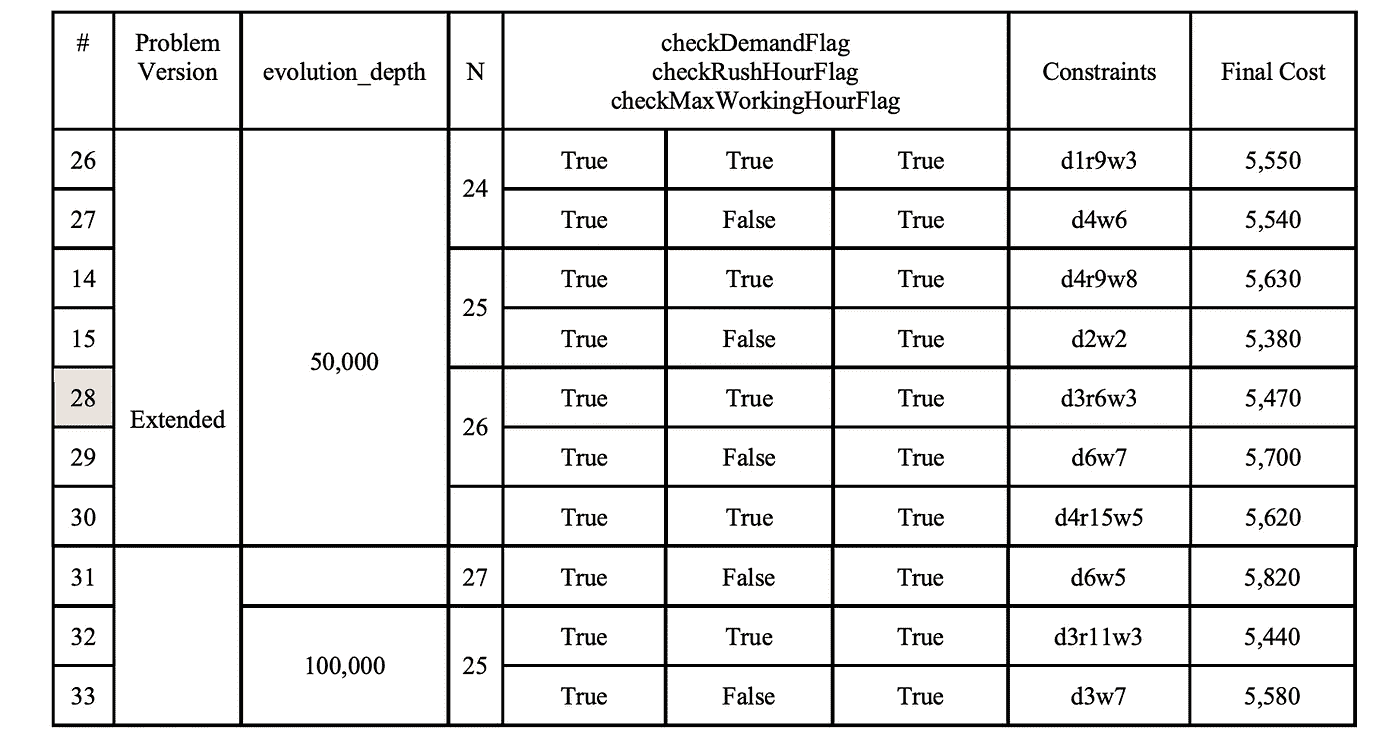 # Problem Version evolution_depth N checkDemandFlag checkRushHourFlag checkMaxWorkingHourFlag Constraints Final Cost
26 True True True d1r9w3 5,550
24
27 True False True d4w6 5,540
14 True True True d4r9w8 5,630
25
15 True False True d2w2 5,380
50,000
28 True True True d3r6w3 5,470
Extended 26
29 True False True d6w7 5,700
30 True True True d4r15w5 5,620
31 27 True False True d6w5 5,820
32 True True True d3r11w3 5,440
100,000 25
33 True False True d3w7 5,580